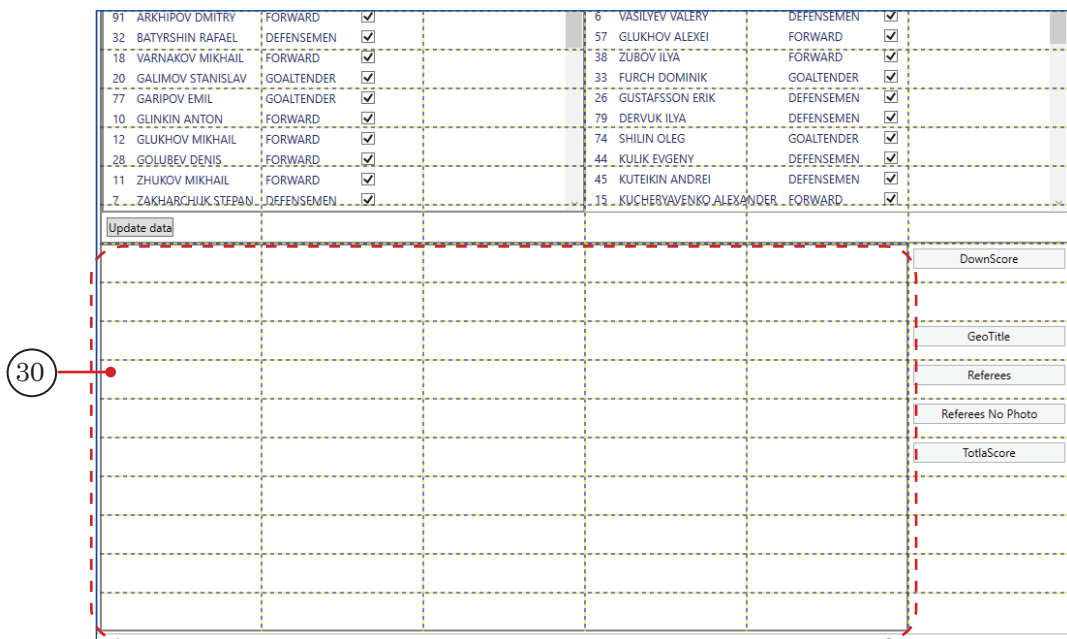 91 ARKHIPOV DMITRY FORWARD
32 BATYRSHIN RAFAEL DEFENSEMEN
18 VARNAKOV MIKHAIL FORWARD
20 GALIMOV STANISLAV GOALTENDER
77 GARIPOV EMIL GOALTENDER
10 GLINKIN ANTON FORWARD
12 GLUKHOV MIKHAIL FORWARD
28 GOLUBEV DENIS FORWARD
11 ZHUKOV MIKHAIL FORWARD
7 ZAKHARCHUK STEPAN DEFENSEMEN
6 VASILYEV VALERY DEFENSEMEN
57 GLUKHOV ALEXEI FORWARD
38 ZUBOV ILYA FORWARD
33 FURCH DOMINIK GOALTENDER
26 GUSTAFSSON ERIK DEFENSEMEN
79 DERVUK ILYA DEFENSEMEN
74 SHILIN OLEG GOALTENDER
44 KULIK EVGENY DEFENSEMEN
45 KUTEIKIN ANDREI DEFENSEMEN
15 KUCHERYAVENKO ALEXANDER FORWARD
Update data
DownScore
GeoTitle
Referees
Referees No Photo
TotlaScore
30